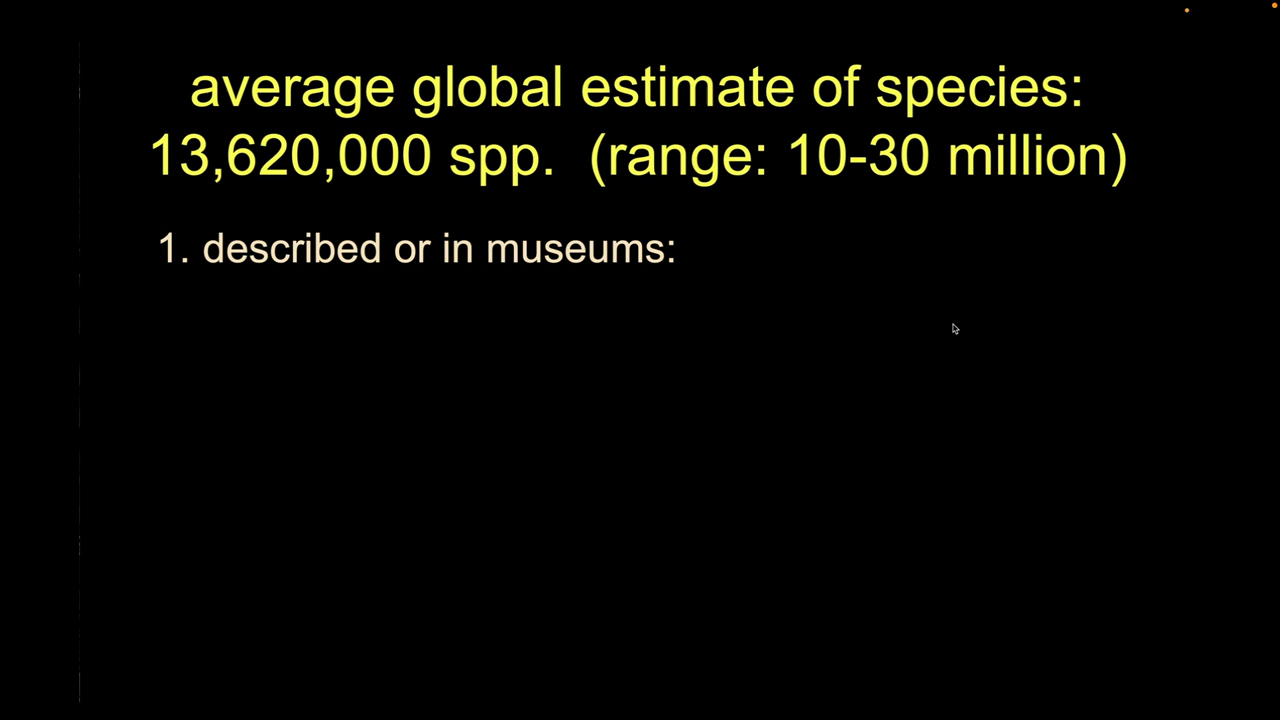 average global estimate of species:
13,620,000 spp.  (range: 10-30 million)
1. described or in museums: